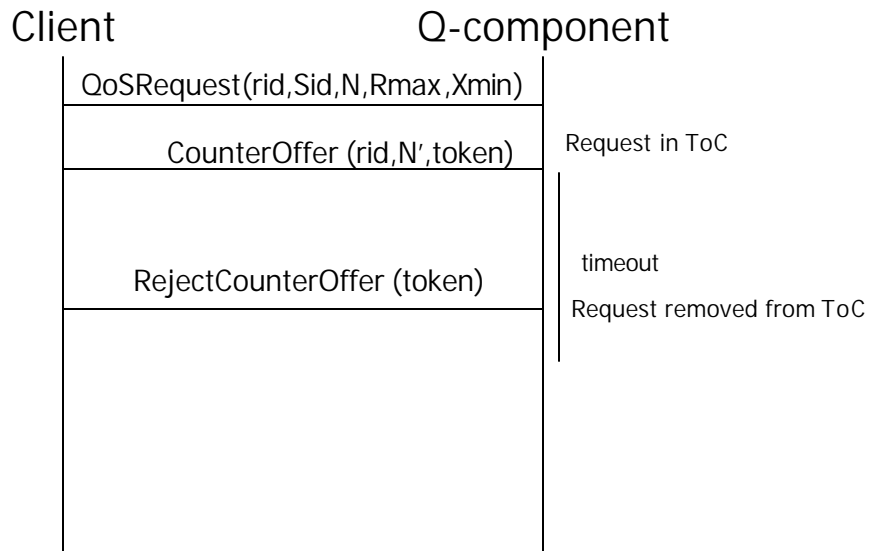 Client
Q-component
QoSRequest(rid,Sid,N,Rmax,Xmin)
CounterOffer (rid,N′,token)
Request in ToC
timeout
RejectCounterOffer (token)
Request removed from ToC